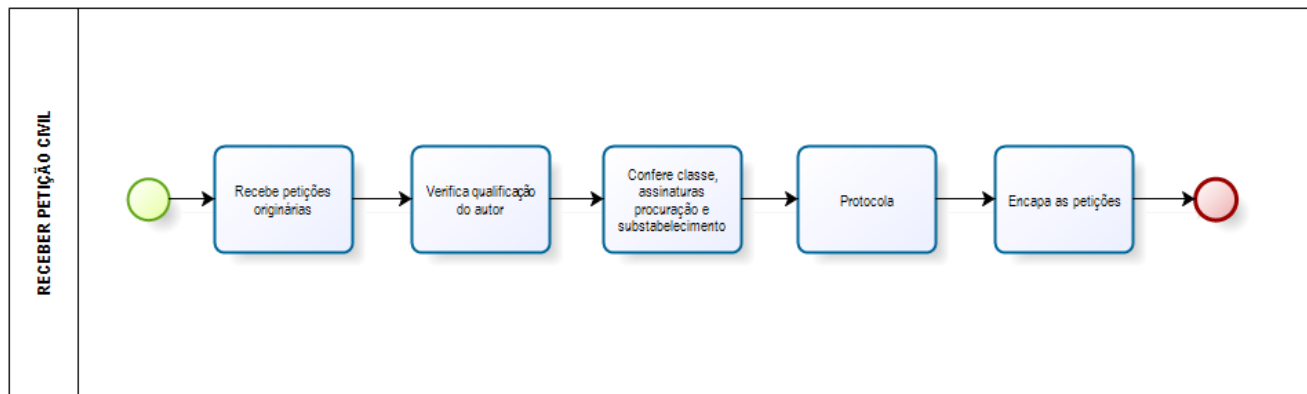 RECEBER PETIÇÃO CIVIL
Recebe petições
originárias
Verifica qualificação
do autor
Confere classe,
assinaturas
procuração e
substabelecimento
Protocola
Encapa as petições